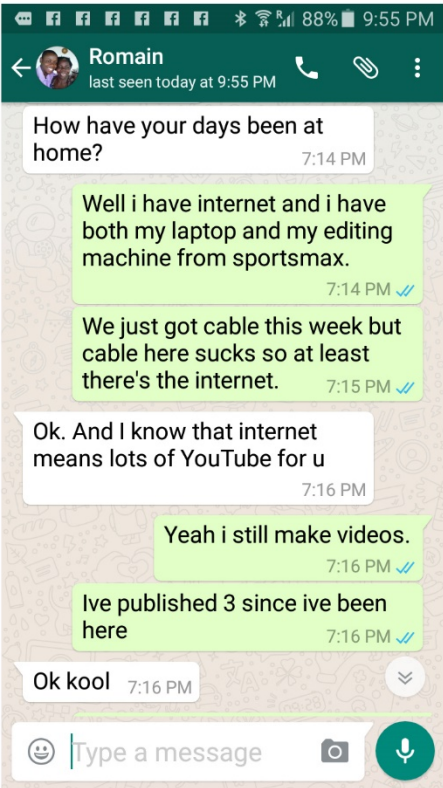 88% 9:55 PM
Romain
last seen today at 9:55 PM
How have your days been at
home?
7:14 PM
Well i have internet and i have
both my laptop and my editing
machine from sportsmax.
7:14 PM
We just got cable this week but
cable here sucks so at least
there's the internet.
7:15 PM
Ok. And I know that internet
means lots of YouTube for u
7:16 PM
Yeah i still make videos.
7:16 PM
Ive published 3 since ive been
here
7:16 PM
Ok kool
7:16 PM
Type a message